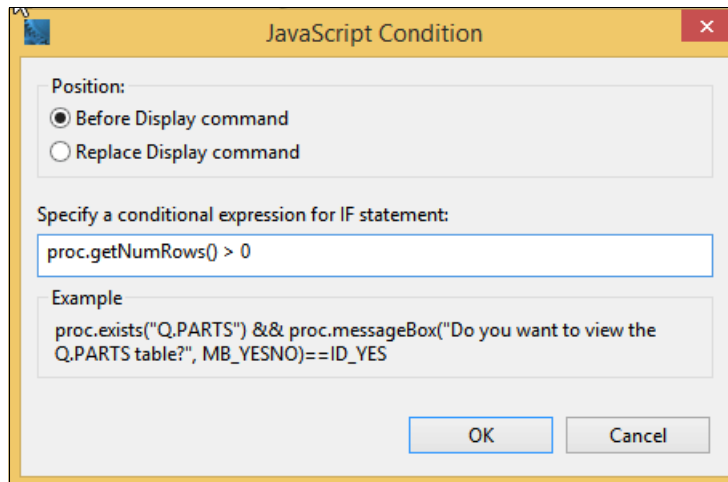 JavaScript Condition
Position:
Before Display command
Replace Display command
Specify a conditional expression for IF statement:
proc.getNumRows() > 0
Example
proc.exists("Q.PARTS") && proc.messageBox("Do you want to view the
Q.PARTS table?", MB_YESNO)==ID_YES
OK
Cancel